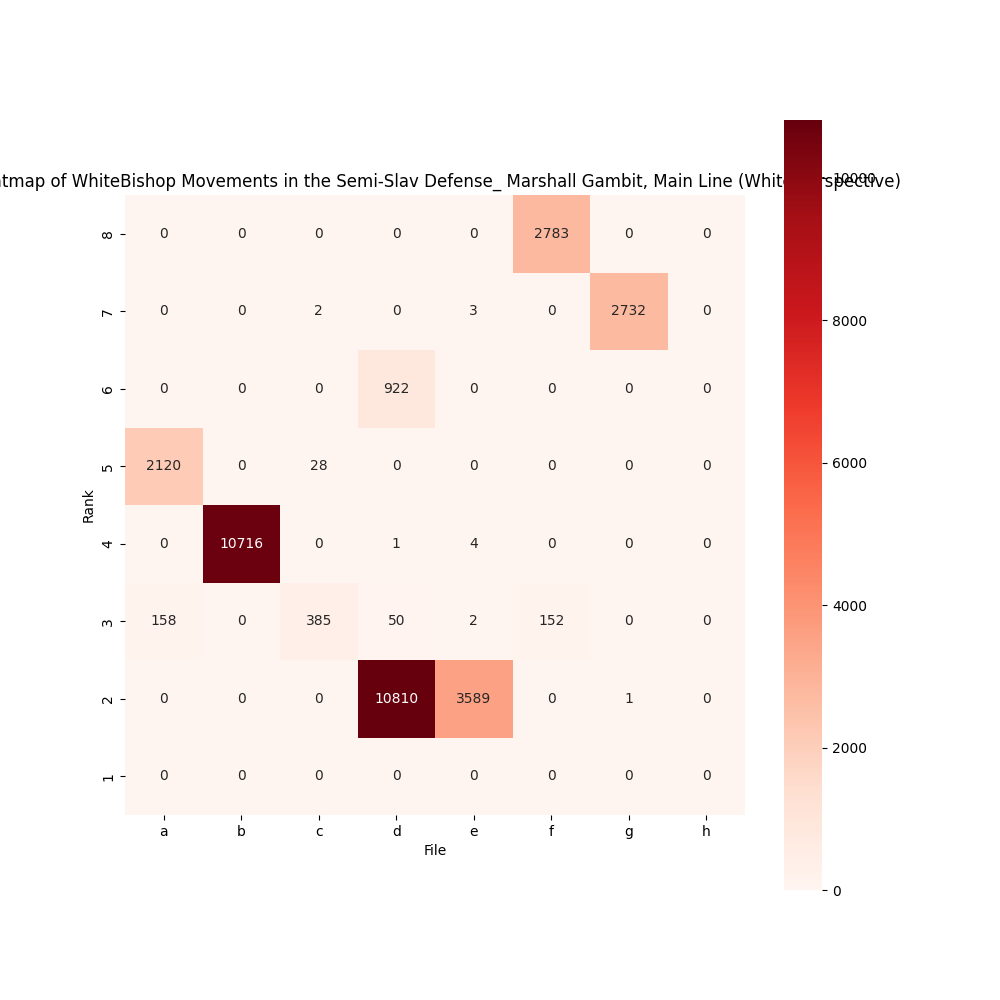 tmap of WhiteBishop Movements in the Semi-Slav Defense_ Marshall Gambit, Main Line (Whit rspective)
8 0 0 0 0 0 2783 0 0
7 0 0 2 0 3 0 2732 0
6 0 0 0 922 0 0 0 0
5 2120 0 28 0 0 0 0 0
4 0 10716 0 1 4 0 0 0
3 158 0 385 50 2 152 0 0
2 0 0 0 10810 3589 0 1 0
1 0 0 0 0 0 0 0 0
a b c d e f g h
File
Rank
10000
8000
6000
4000
2000
0